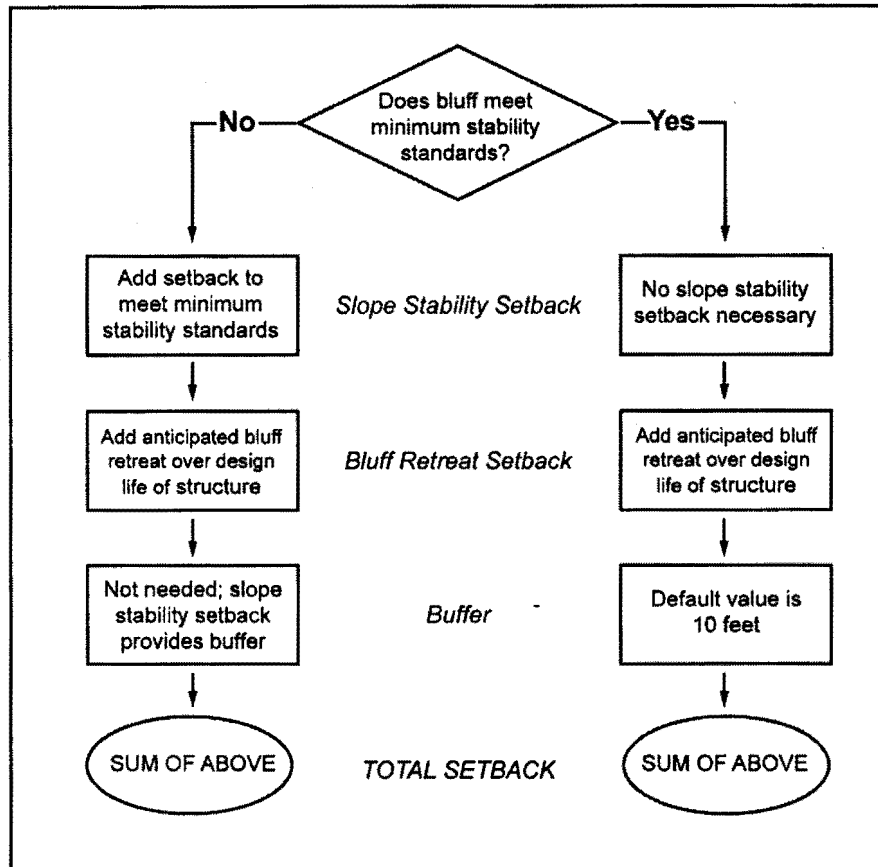 Does bluff meet
minimum stability
standards?
No
Yes
Add setback to
meet minimum
stability standards
Slope Stability Setback
No slope stability
setback necessary
Add anticipated bluff
retreat over design
life of structure
Bluff Retreat Setback
Add anticipated bluff
retreat over design
life of structure
Not needed; slope
stability setback
provides buffer
Buffer
Default value is
10 feet
SUM OF ABOVE
TOTAL SETBACK
SUM OF ABOVE